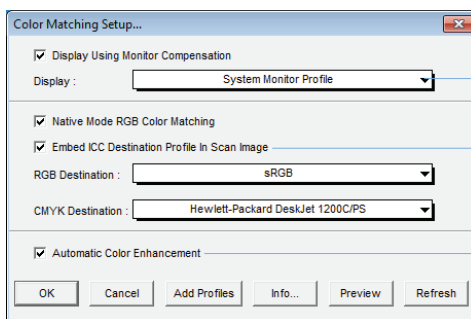 Color Matching Setup...
Display Using Monitor Compensation
Display :
System Monitor Profile
Native Mode RGB Color Matching
Embed ICC Destination Profile In Scan Image
RGB Destination :
sRGB
CMYK Destination :
Hewlett-Packard DeskJet 1200C/PS
Automatic Color Enhancement
OK Cancel Add Profiles Info... Preview Refresh